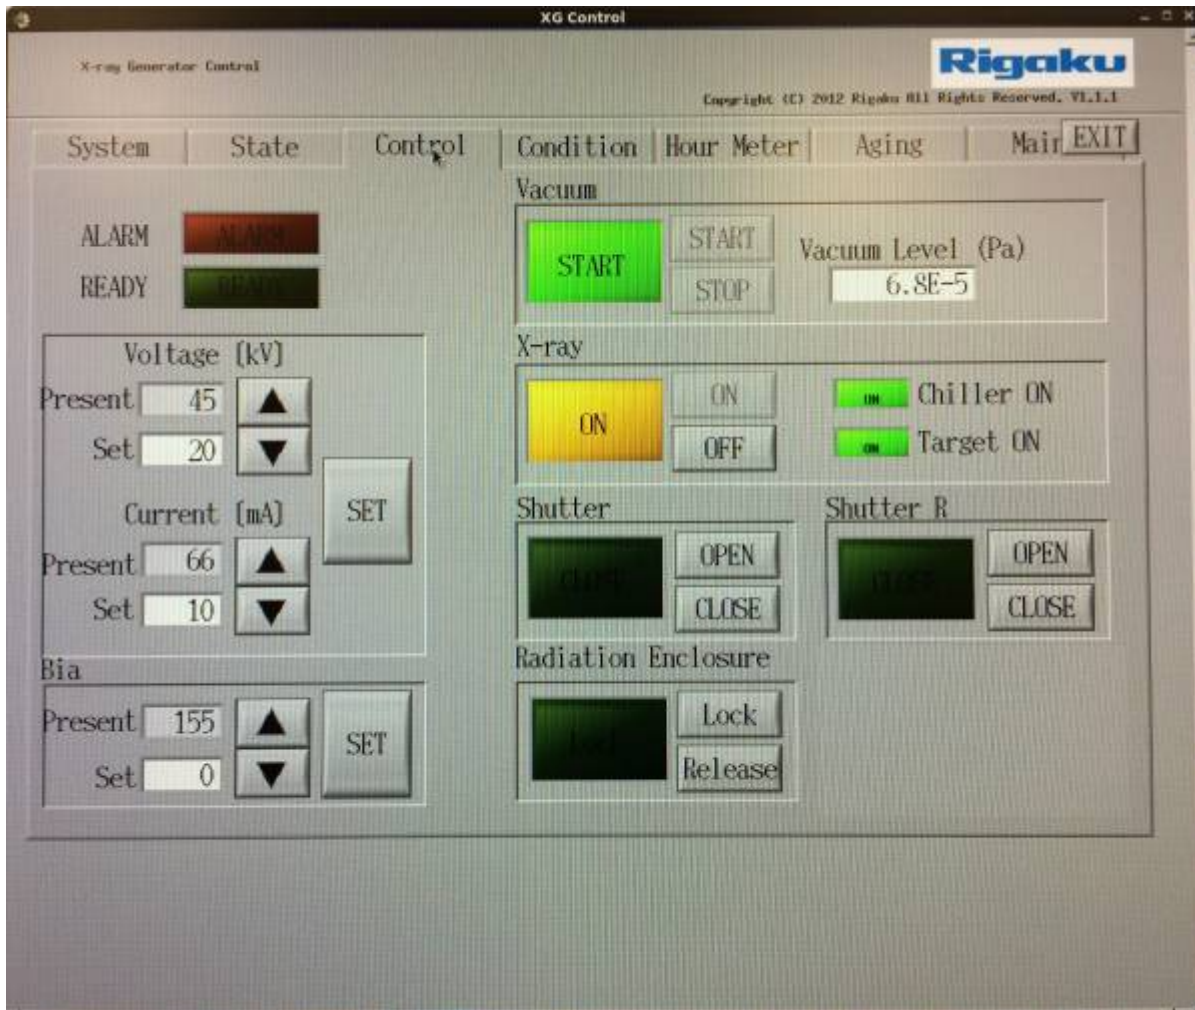 XG Control
X-ray Generator Control
Rigaku
Copyright (C) 2012 Rigaku All Rights Reserved. V1.1.1
System State Control Condition Hour Meter Aging Main EXIT
ALARM ALARM
READY READY
Voltage [kV]
Present 45
Set 20
Current [mA]
Present 66
Set 10
SET
Bia
Present 155
Set 0
SET
Vacuum
START START
STOP
Vacuum Level (Pa)
6.8E-5
X-ray
ON ON
OFF
ON Chiller ON
ON Target ON
Shutter
CLOSE OPEN
CLOSE
Shutter R
CLOSE OPEN
CLOSE
Radiation Enclosure
Lock
Release